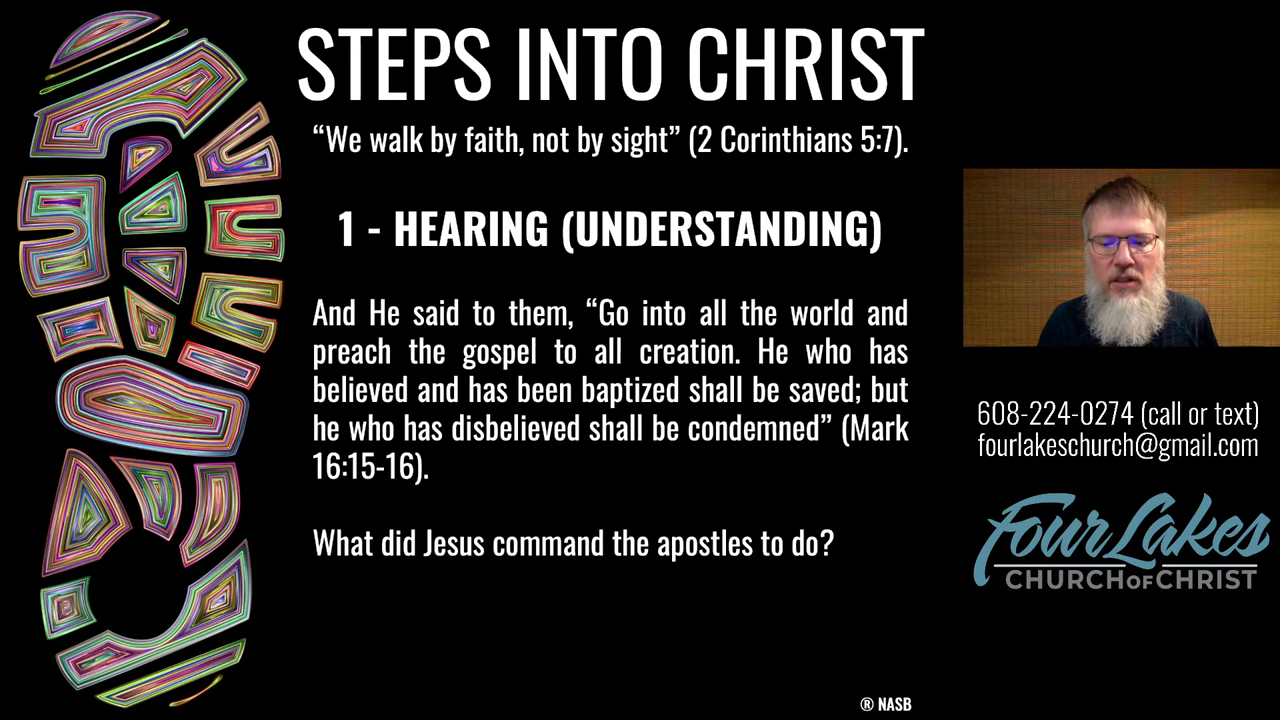 STEPS INTO CHRIST
“We walk by faith, not by sight” (2 Corinthians 5:7).
1 - HEARING (UNDERSTANDING)
And He said to them, “Go into all the world and
preach the gospel to all creation. He who has
believed and has been baptized shall be saved; but
he who has disbelieved shall be condemned” (Mark
16:15-16).
What did Jesus command the apostles to do?
608-224-0274 (call or text)
fourlakeschurch@gmail.com
Four Lakes
CHURCH OF CHRIST
® NASB